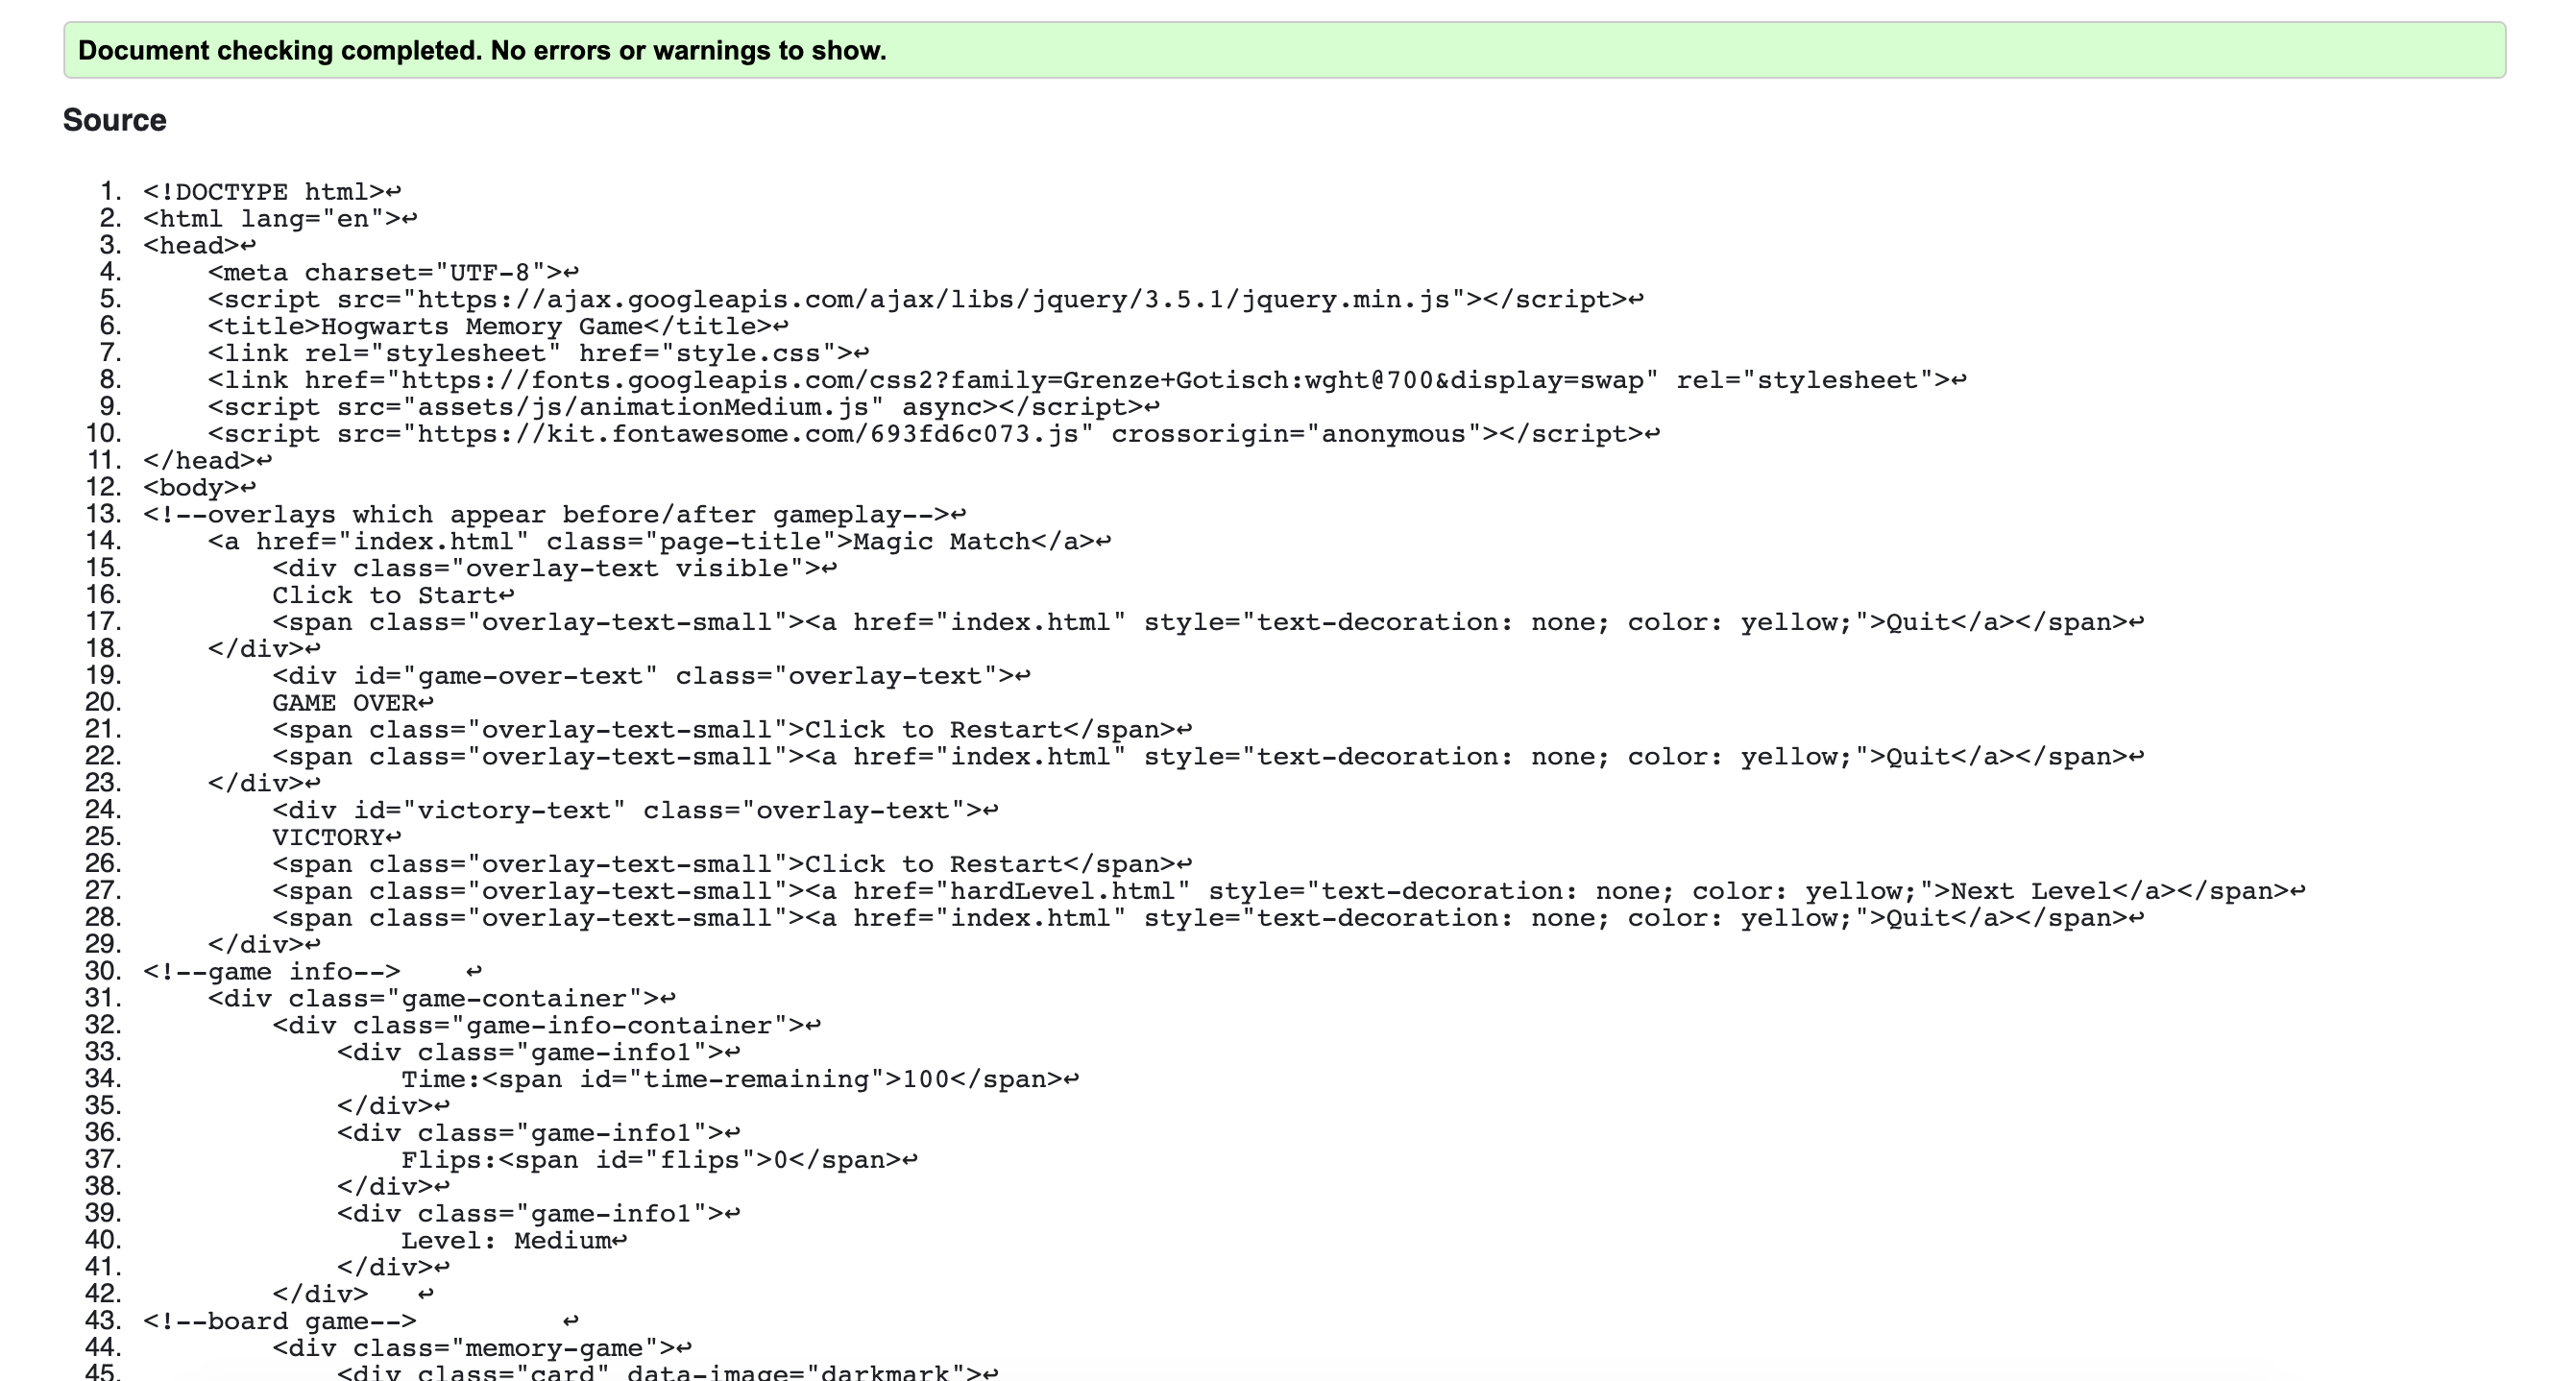 Document checking completed. No errors or warnings to show.
Source
1. <!DOCTYPE html>↩
2. <html lang="en">↩
3. <head>↩
4.     <meta charset="UTF-8">↩
5.     <script src="https://ajax.googleapis.com/ajax/libs/jquery/3.5.1/jquery.min.js"></script>↩
6.     <title>Hogwarts Memory Game</title>↩
7.     <link rel="stylesheet" href="style.css">↩
8.     <link href="https://fonts.googleapis.com/css2?family=Grenze+Gotisch:wght@700&display=swap" rel="stylesheet">↩
9.     <script src="assets/js/animationMedium.js" async></script>↩
10.     <script src="https://kit.fontawesome.com/693fd6c073.js" crossorigin="anonymous"></script>↩
11. </head>↩
12. <body>↩
13. <!--overlays which appear before/after gameplay-->↩
14.     <a href="index.html" class="page-title">Magic Match</a>↩
15.         <div class="overlay-text visible">↩
16.         Click to Start↩
17.         <span class="overlay-text-small"><a href="index.html" style="text-decoration: none; color: yellow;">Quit</a></span>↩
18.     </div>↩
19.         <div id="game-over-text" class="overlay-text">↩
20.         GAME OVER↩
21.         <span class="overlay-text-small">Click to Restart</span>↩
22.         <span class="overlay-text-small"><a href="index.html" style="text-decoration: none; color: yellow;">Quit</a></span>↩
23.     </div>↩
24.         <div id="victory-text" class="overlay-text">↩
25.         VICTORY↩
26.         <span class="overlay-text-small">Click to Restart</span>↩
27.         <span class="overlay-text-small"><a href="hardLevel.html" style="text-decoration: none; color: yellow;">Next Level</a></span>↩
28.         <span class="overlay-text-small"><a href="index.html" style="text-decoration: none; color: yellow;">Quit</a></span>↩
29.     </div>↩
30. <!--game info-->    ↩
31.     <div class="game-container">↩
32.         <div class="game-info-container">↩
33.             <div class="game-info1">↩
34.                 Time:<span id="time-remaining">100</span>↩
35.             </div>↩
36.             <div class="game-info1">↩
37.                 Flips:<span id="flips">0</span>↩
38.             </div>↩
39.             <div class="game-info1">↩
40.                 Level: Medium↩
41.             </div>↩
42.         </div>   ↩
43. <!--board game-->         ↩
44.         <div class="memory-game">↩
45.             <div class="card" data-image="darkmark">↩